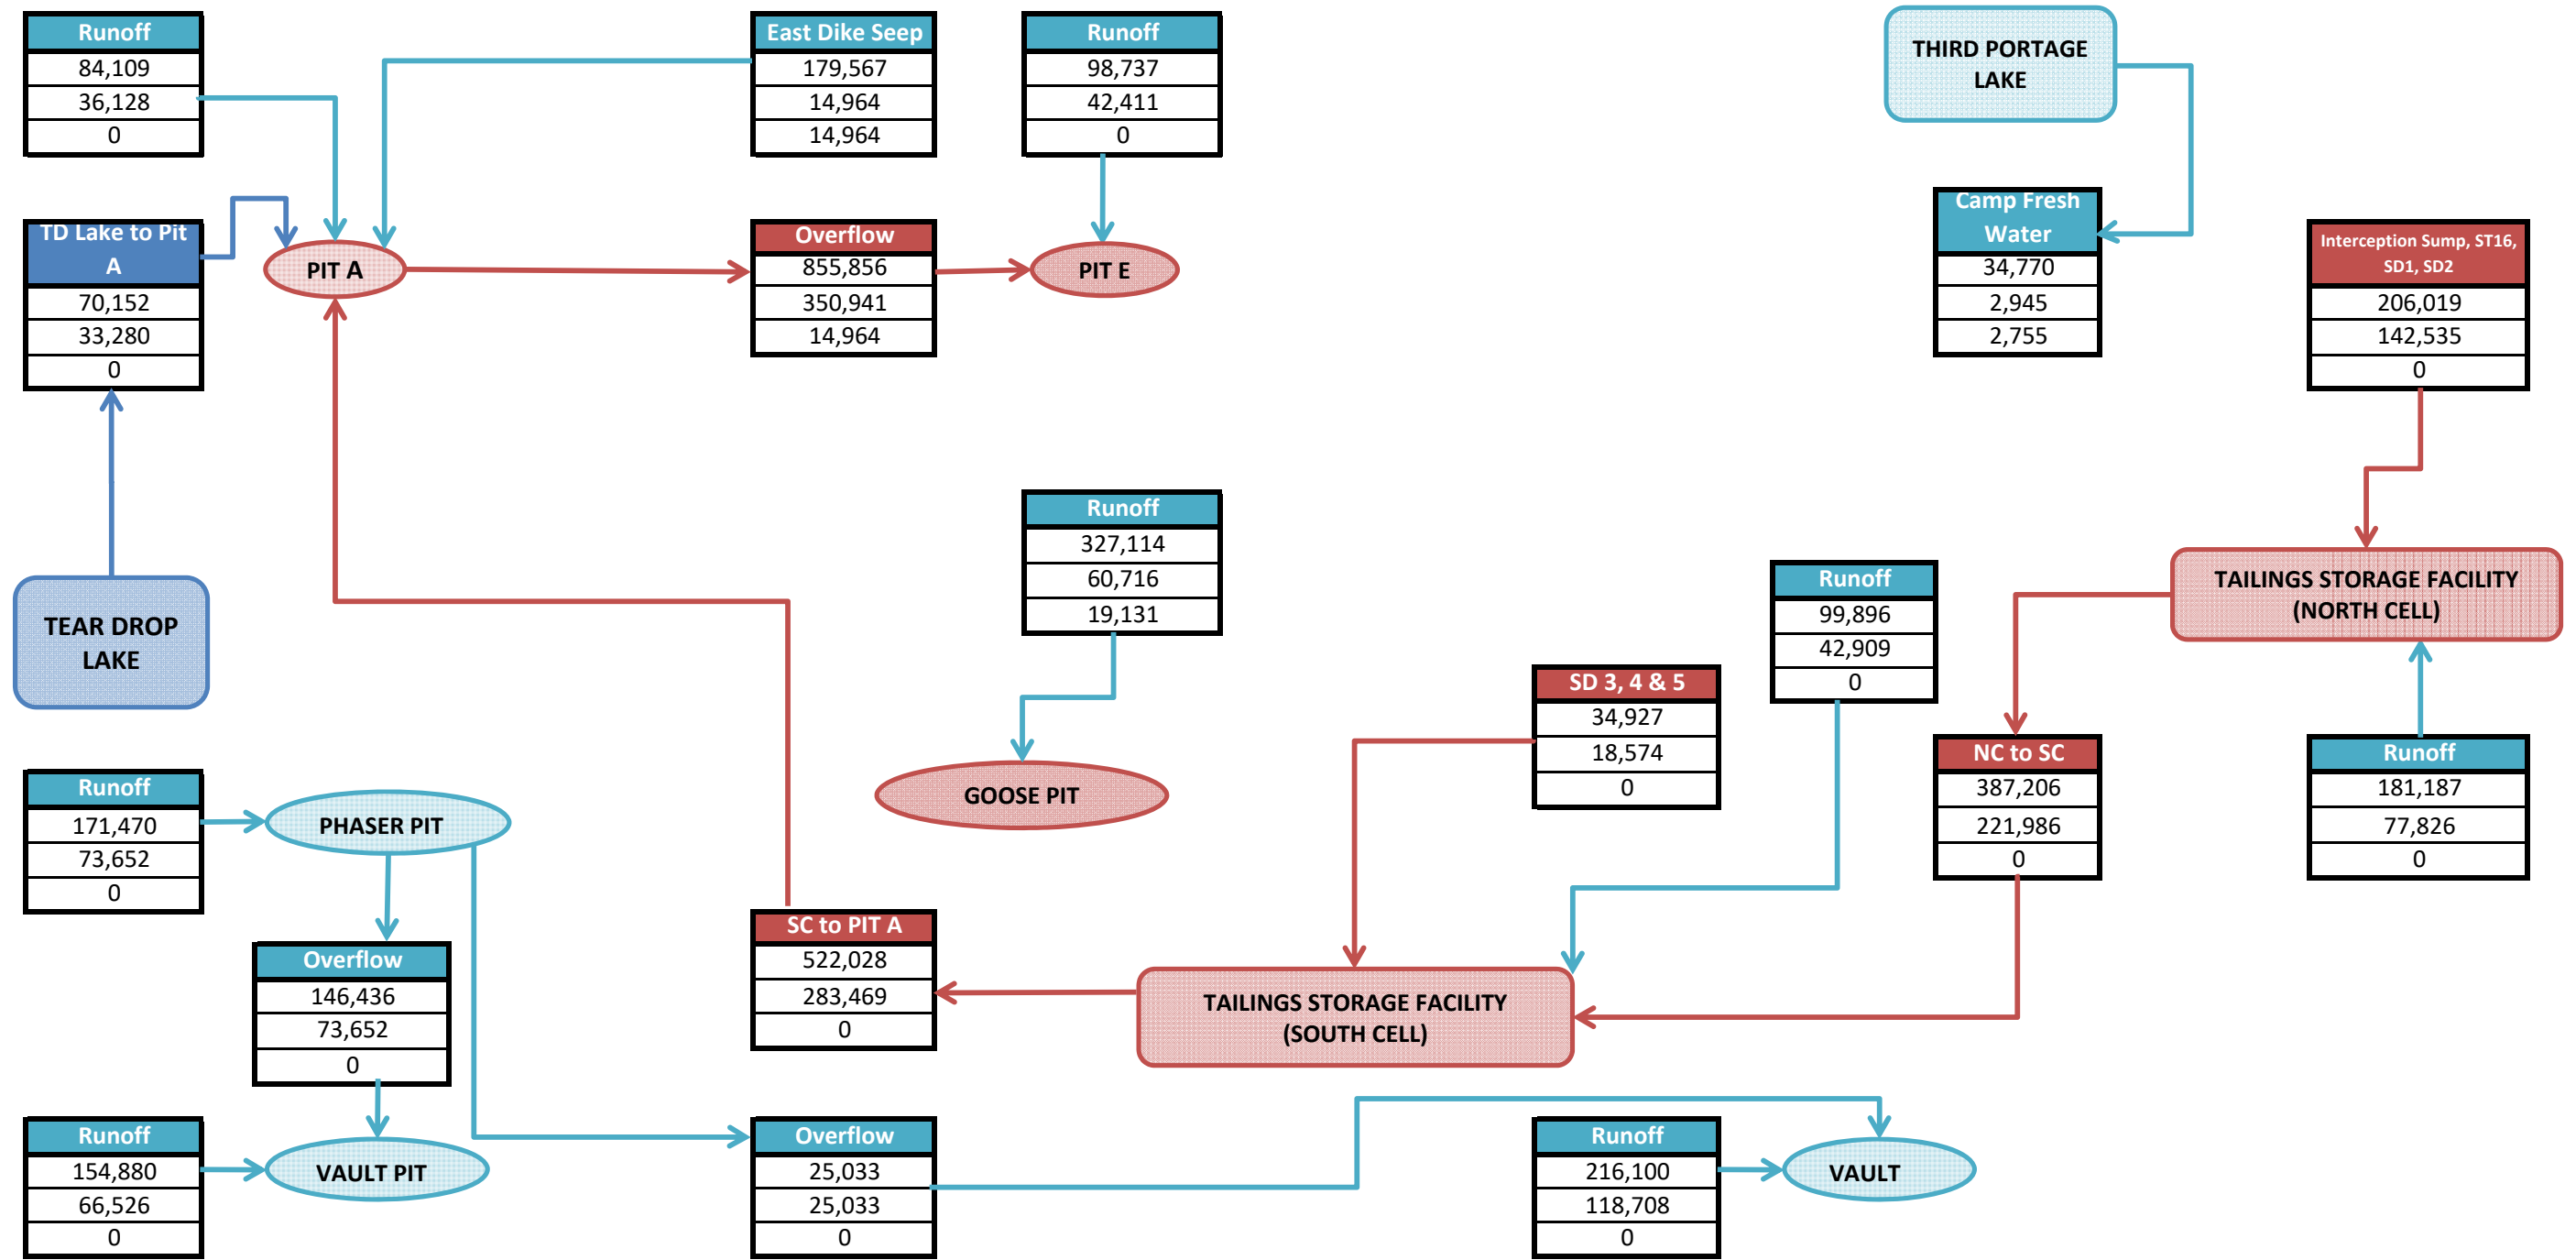 Runoff
84,109
36,128
0
East Dike Seep
179,567
14,964
14,964
Runoff
98,737
42,411
0
THIRD PORTAGE
LAKE
TD Lake to Pit
A
70,152
33,280
0
PIT A
Overflow
855,856
350,941
14,964
PIT E
Camp Fresh
Water
34,770
2,945
2,755
Interception Sump, ST16,
SD1, SD2
206,019
142,535
0
TEAR DROP
LAKE
Runoff
327,114
60,716
19,131
GOOSE PIT
SD 3, 4 & 5
34,927
18,574
0
Runoff
99,896
42,909
0
TAILINGS STORAGE FACILITY
(NORTH CELL)
NC to SC
387,206
221,986
0
Runoff
181,187
77,826
0
Runoff
171,470
73,652
0
PHASER PIT
Overflow
146,436
73,652
0
SC to PIT A
522,028
283,469
0
TAILINGS STORAGE FACILITY
(SOUTH CELL)
Runoff
154,880
66,526
0
VAULT PIT
Overflow
25,033
25,033
0
Runoff
216,100
118,708
0
VAULT